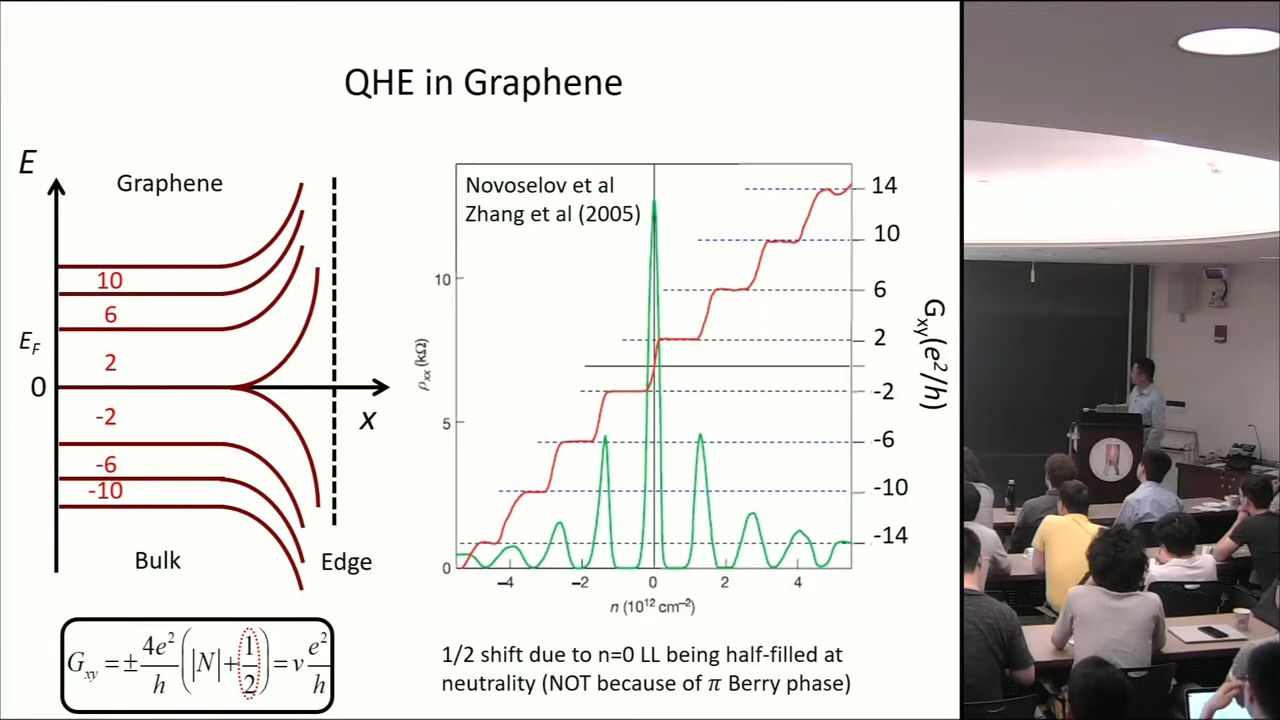 QHE in Graphene
E
Graphene
10
6
E_F
2
0
-2
x
-6
-10
Bulk
Edge
Novoselov et al
Zhang et al (2005)
14
10
6
2
-2
-6
-10
-14
G_xy(e²/h)
10
5
0
ρ_xx (kΩ)
−4
−2
0
2
4
n (10¹² cm⁻²)
G_xy = ± 4e²/h (|N| + 1/2) = ν e²/h
1/2 shift due to n=0 LL being half-filled at
neutrality (NOT because of π Berry phase)